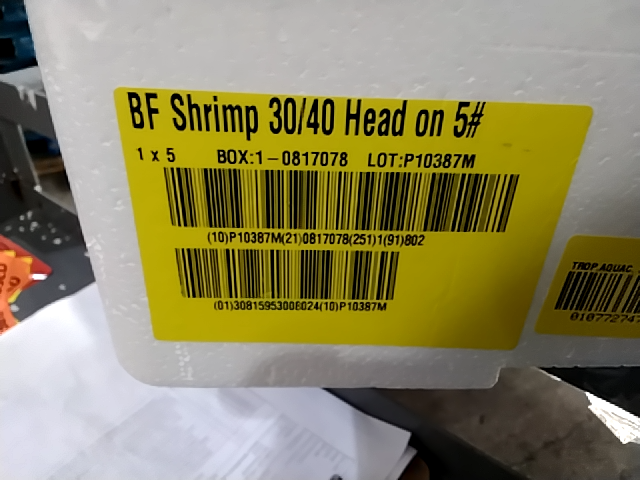 BF Shrimp 30/40 Head on 5#
1 x 5 BOX:1-0817078 LOT:P10387M
(10)P10387M(21)0817078(251)1(91)802
(01)30815953008024(10)P10387M
TROP.AQUAC.